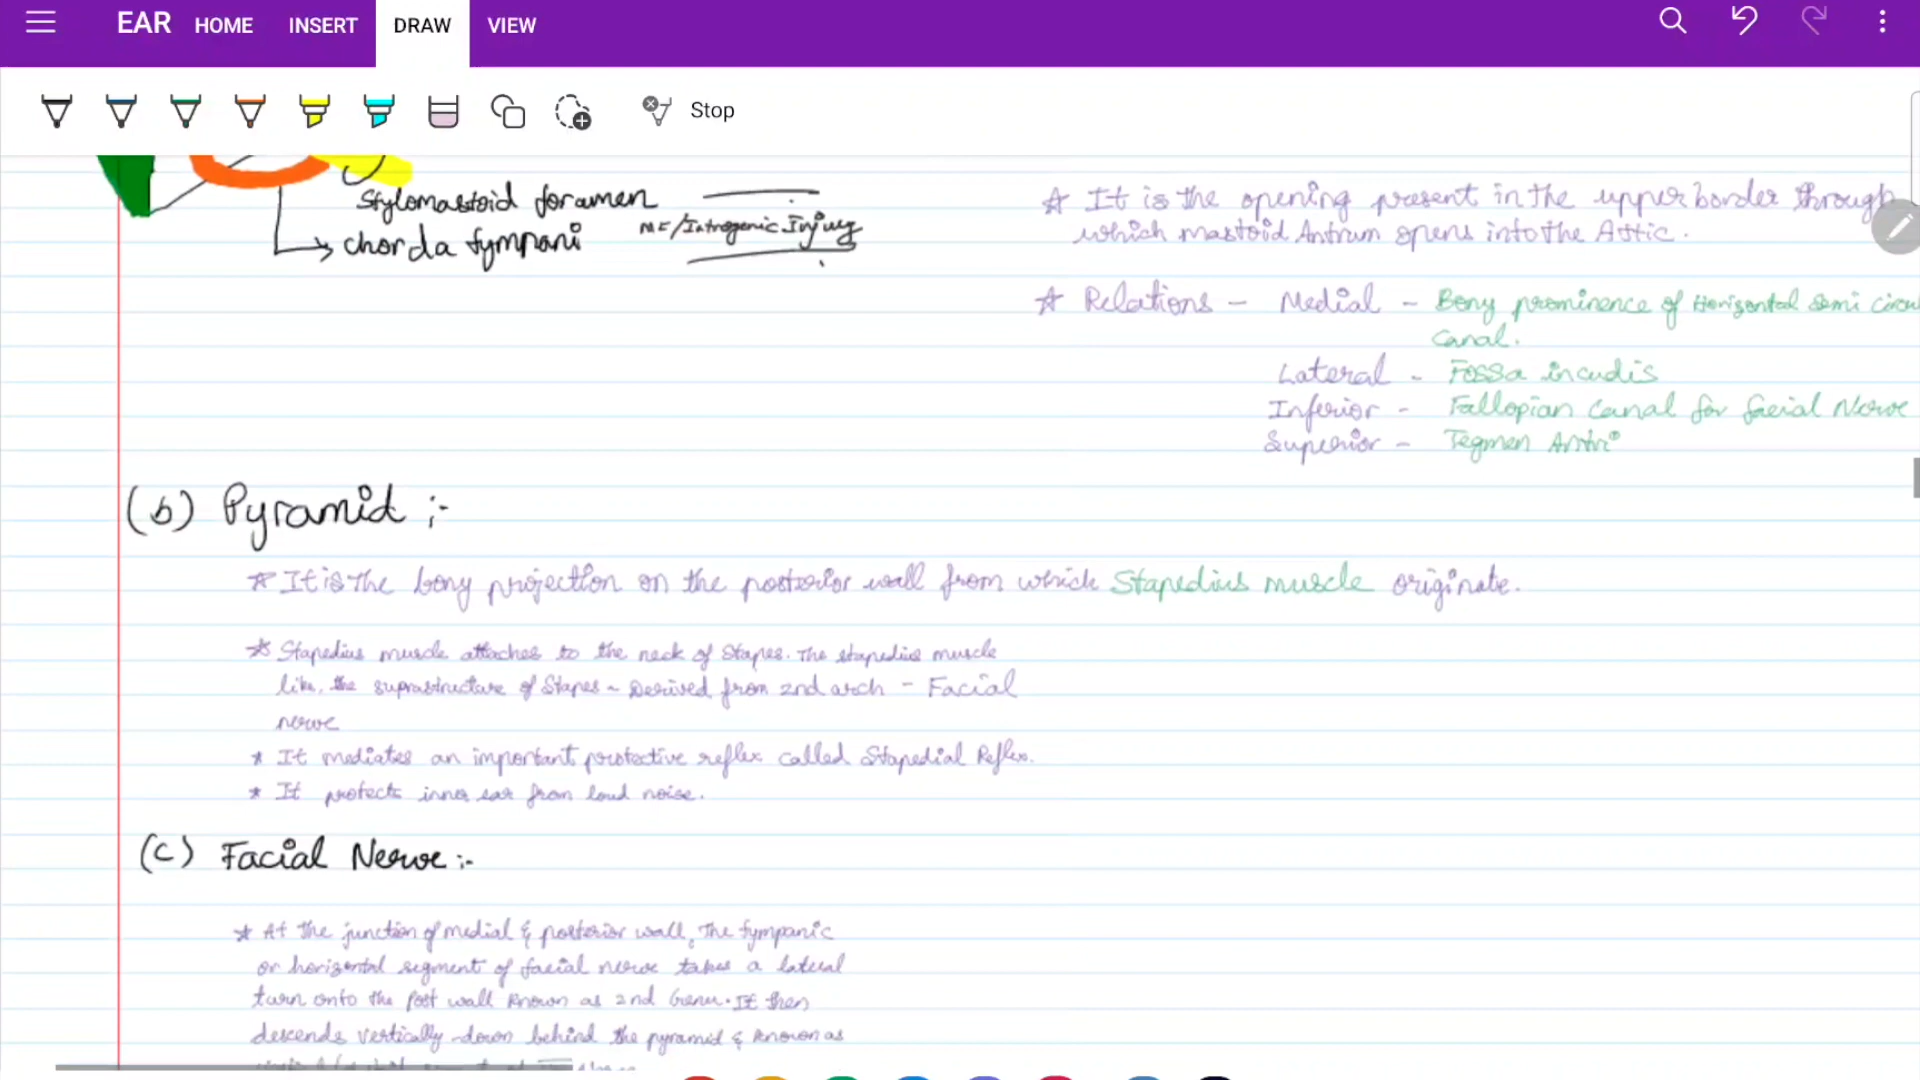 EAR HOME INSERT DRAW VIEW
Stop
Stylomastoid foramen
chorda tympani
MC/Iatrogenic Injury
☆ It is the opening present in the upper border through
which mastoid Antrum opens into the Attic.
☆ Relations - Medial - Bony prominence of Horizontal Semi Circu
Canal.
Lateral - Fossa incudis
Inferior - Fallopian Canal for facial Nerve
Superior - Tegmen Antri
(b) Pyramid :-
☆ It is the bony projection on the posterior wall from which Stapedius muscle originate.
☆ Stapedius muscle attaches to the neck of Stapes. The stapedius muscle
like, the suprastructure of Stapes - Derived from 2nd arch - Facial
nerve
* It mediates an important protective reflex called Stapedial Reflex.
* It protects inner ear from loud noise.
(c) Facial Nerve :-
☆ At the junction of medial & posterior wall, The tympanic
or horizontal segment of facial nerve takes a lateral
turn onto the Post wall known as 2nd Genu. It then
descends vertically down behind the pyramid & known as